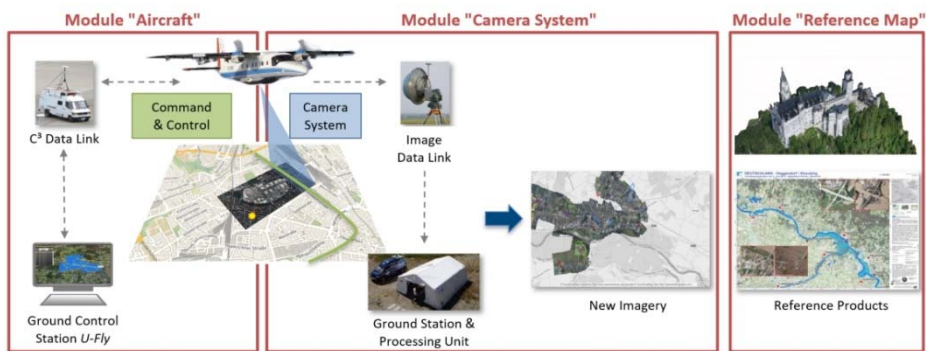 Module "Aircraft"
Module "Camera System"
Module "Reference Map"
Command
& Control
Camera
System
C³ Data Link
Image
Data Link
Ground Control
Station U-Fly
Ground Station &
Processing Unit
New Imagery
Reference Products